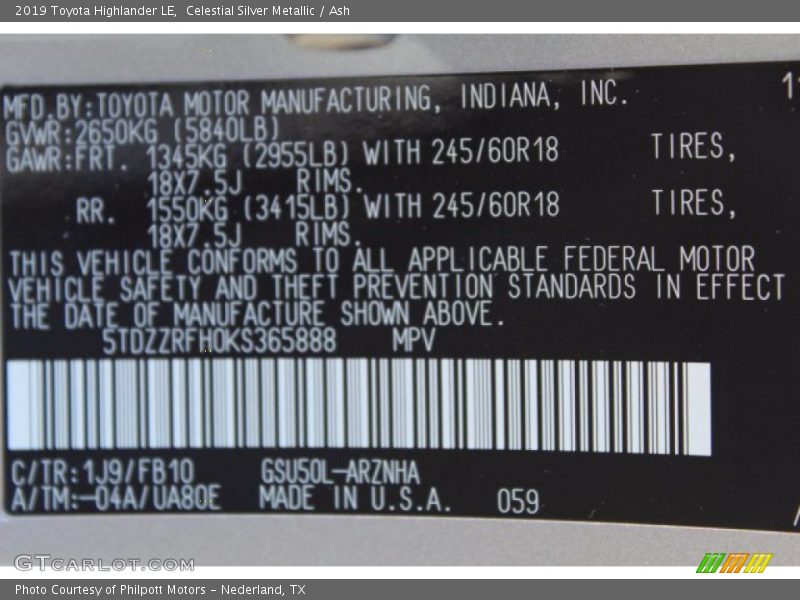 2019 Toyota Highlander LE,  Celestial Silver Metallic / Ash
MFD.BY:TOYOTA MOTOR MANUFACTURING, INDIANA, INC.
GVWR:2650KG (5840LB)
GAWR:FRT. 1345KG (2955LB) WITH 245/60R18 TIRES,
18X7.5J RIMS.
RR. 1550KG (3415LB) WITH 245/60R18 TIRES,
18X7.5J RIMS.
THIS VEHICLE CONFORMS TO ALL APPLICABLE FEDERAL MOTOR
VEHICLE SAFETY AND THEFT PREVENTION STANDARDS IN EFFECT
THE DATE OF MANUFACTURE SHOWN ABOVE.
5TDZZRFH0KS365888 MPV
C/TR:1J9/FB10 GSU50L-ARZNHA
A/TM:-04A/UA80E MADE IN U.S.A. 059
GTCARLOT.COM
Photo Courtesy of Philpott Motors - Nederland, TX